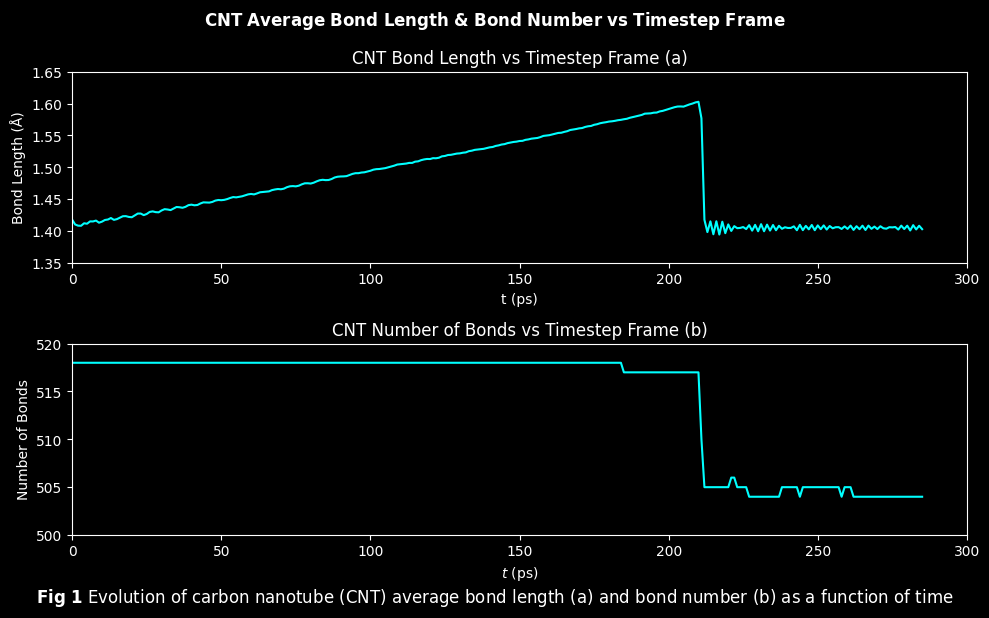 CNT Average Bond Length & Bond Number vs Timestep Frame
CNT Bond Length vs Timestep Frame (a)
1.65
1.60
1.55
1.50
1.45
1.40
1.35
Bond Length (Å)
0 50 100 150 200 250 300
t (ps)
CNT Number of Bonds vs Timestep Frame (b)
520
515
510
505
500
Number of Bonds
0 50 100 150 200 250 300
t (ps)
Fig 1 Evolution of carbon nanotube (CNT) average bond length (a) and bond number (b) as a function of time